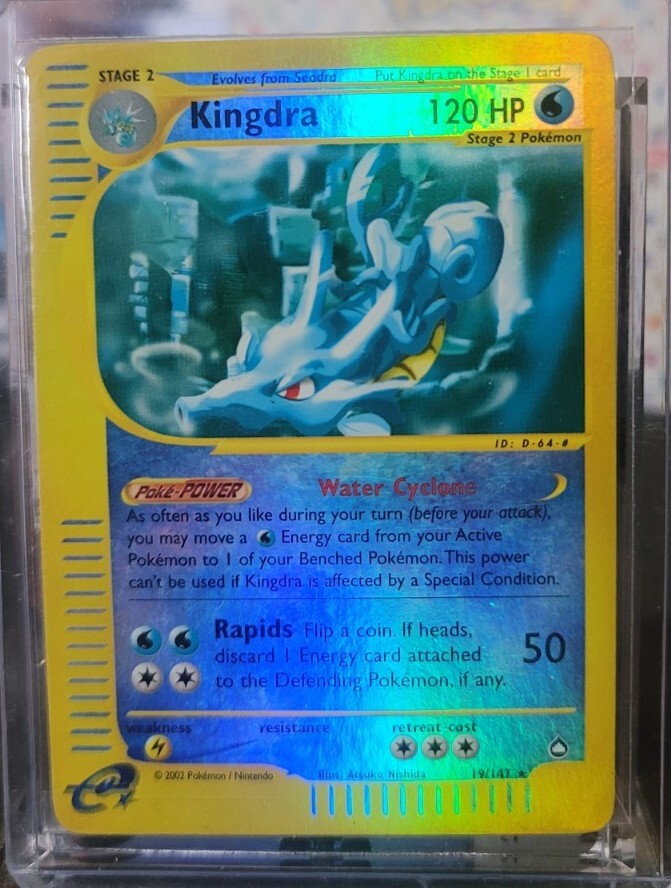 STAGE 2 Evolves from Seadra Put Kingdra on the Stage 1 card
Kingdra 120 HP
Stage 2 Pokémon
ID: D-64-#
Poké-POWER Water Cyclone
As often as you like during your turn (before your attack),
you may move a Energy card from your Active
Pokémon to 1 of your Benched Pokémon. This power
can't be used if Kingdra is affected by a Special Condition.
Rapids Flip a coin. If heads, 50
discard 1 Energy card attached
to the Defending Pokémon, if any.
weakness resistance retreat cost
© 2002 Pokémon / Nintendo Illus. Atsuko Nishida 19/147
e